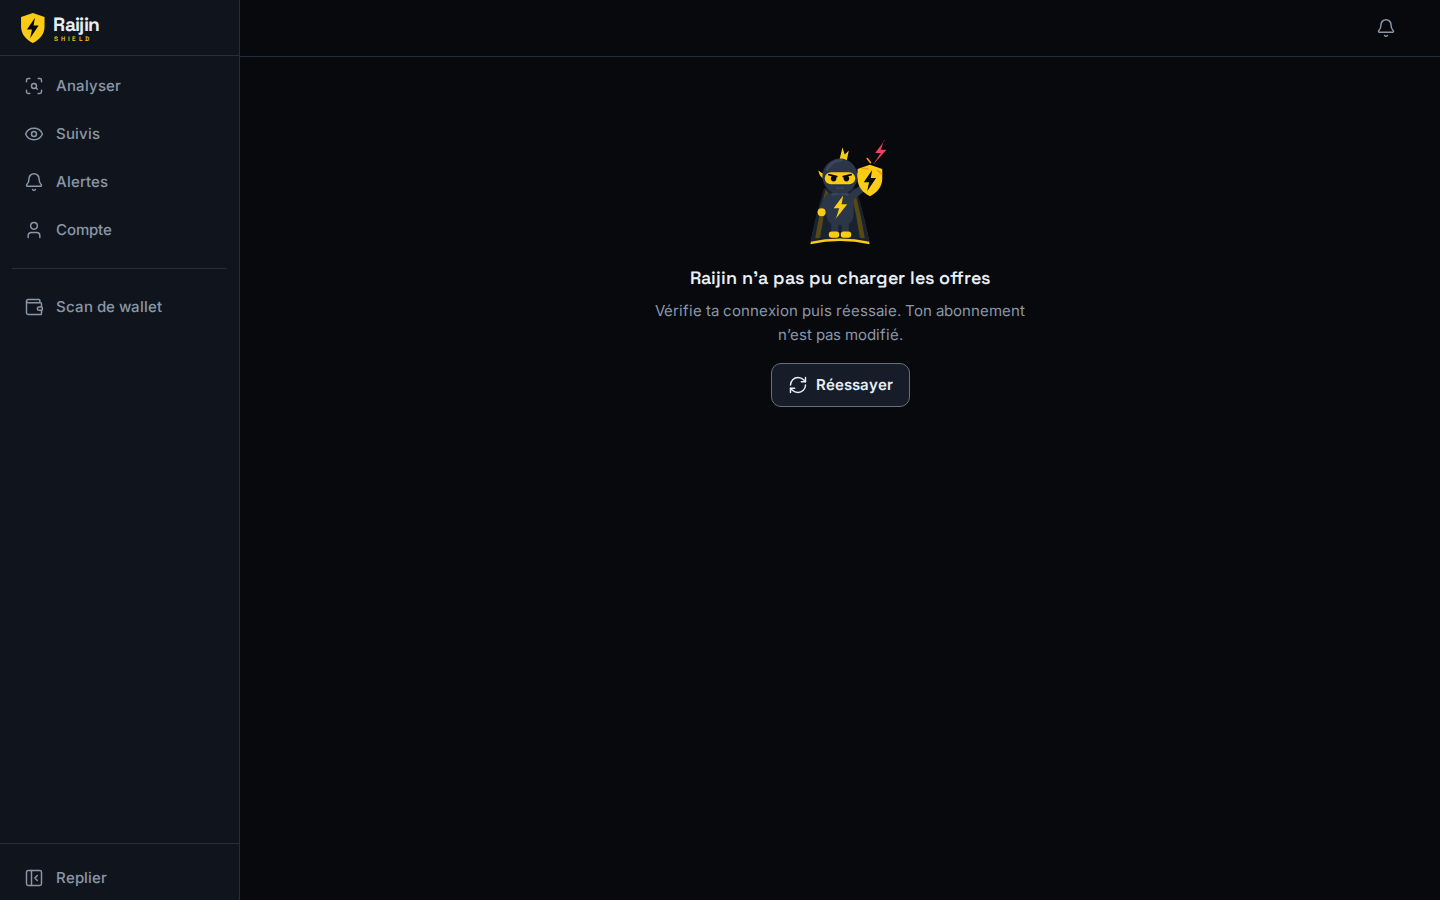 Raijin
SHIELD
Analyser
Suivis
Alertes
Compte
Scan de wallet
Replier
Raijin n’a pas pu charger les offres
Vérifie ta connexion puis réessaie. Ton abonnement
n’est pas modifié.
Réessayer